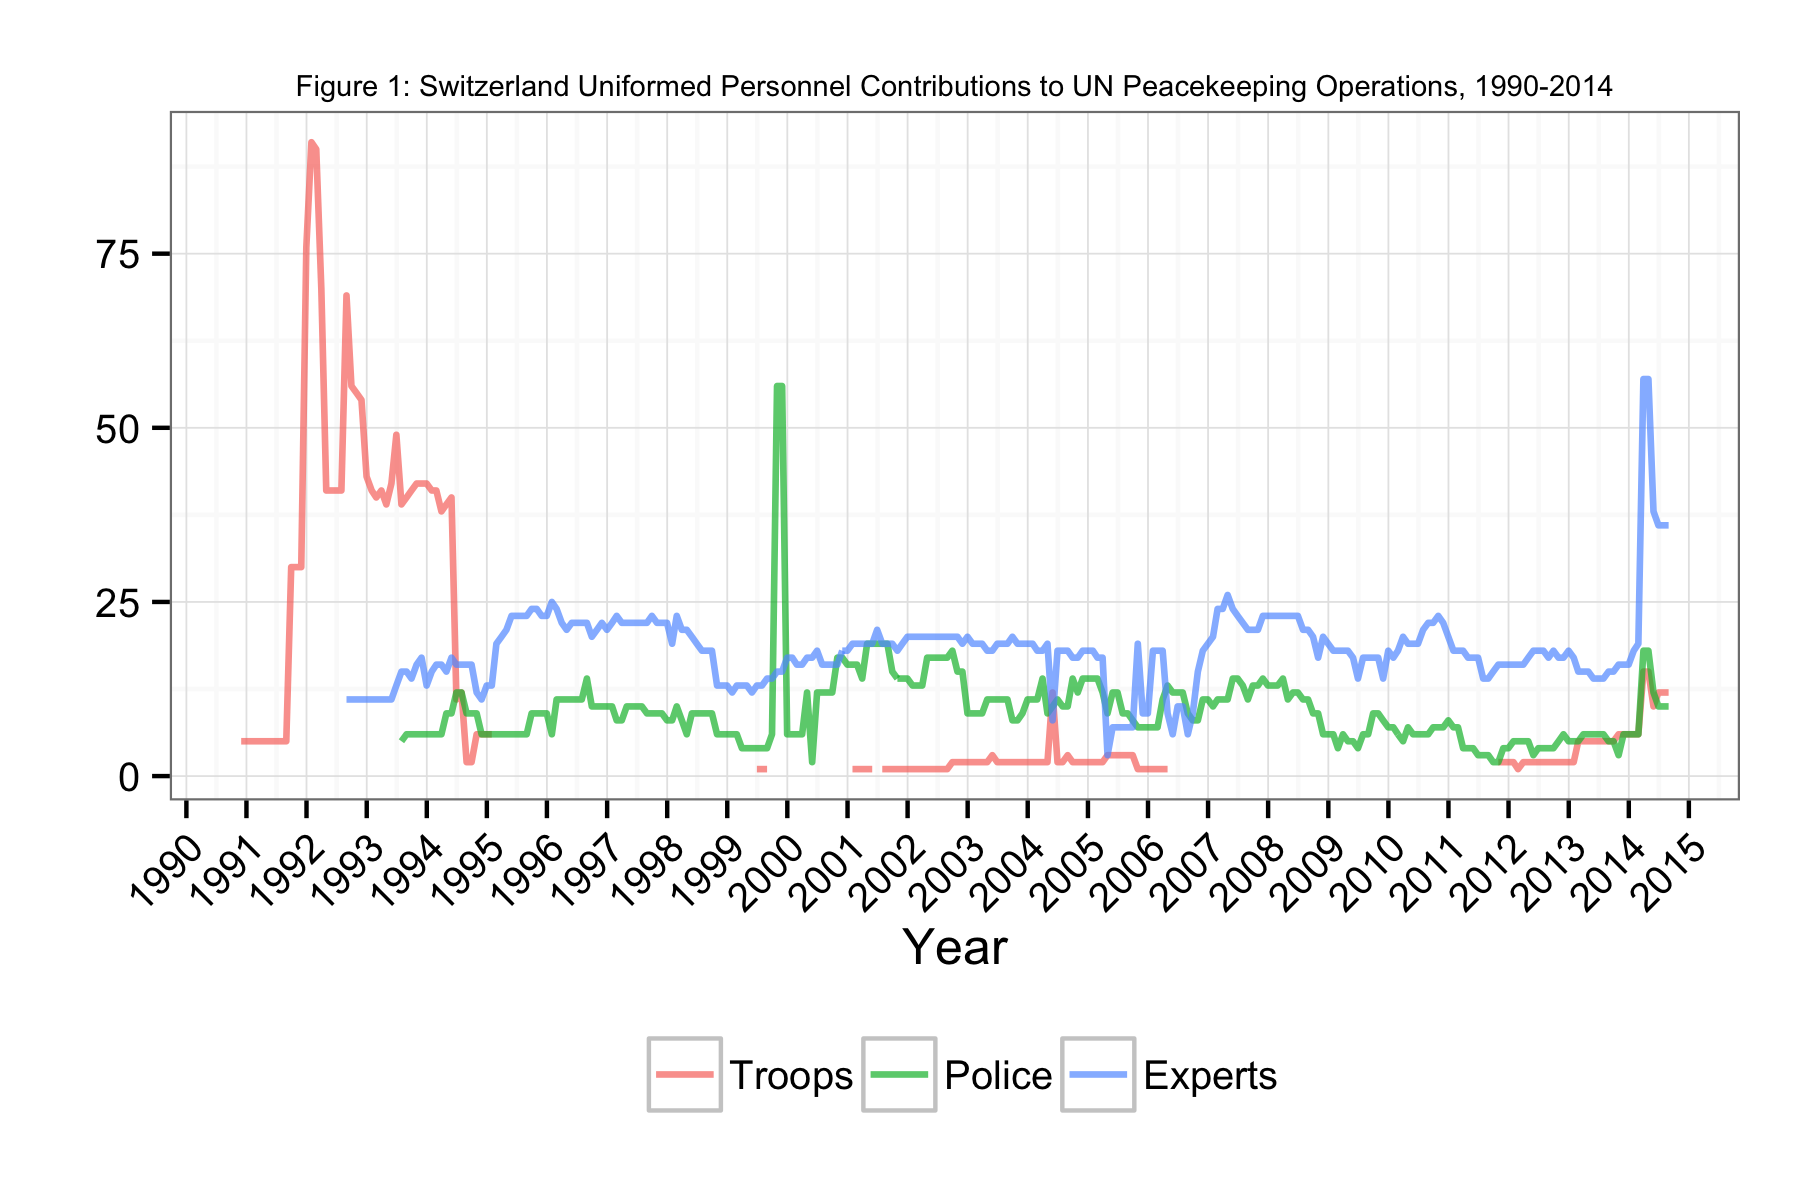 Figure 1: Switzerland Uniformed Personnel Contributions to UN Peacekeeping Operations, 1990-2014
75
50
25
0
1990 1991 1992 1993 1994 1995 1996 1997 1998 1999 2000 2001 2002 2003 2004 2005 2006 2007 2008 2009 2010 2011 2012 2013 2014 2015
Year
Troops Police Experts